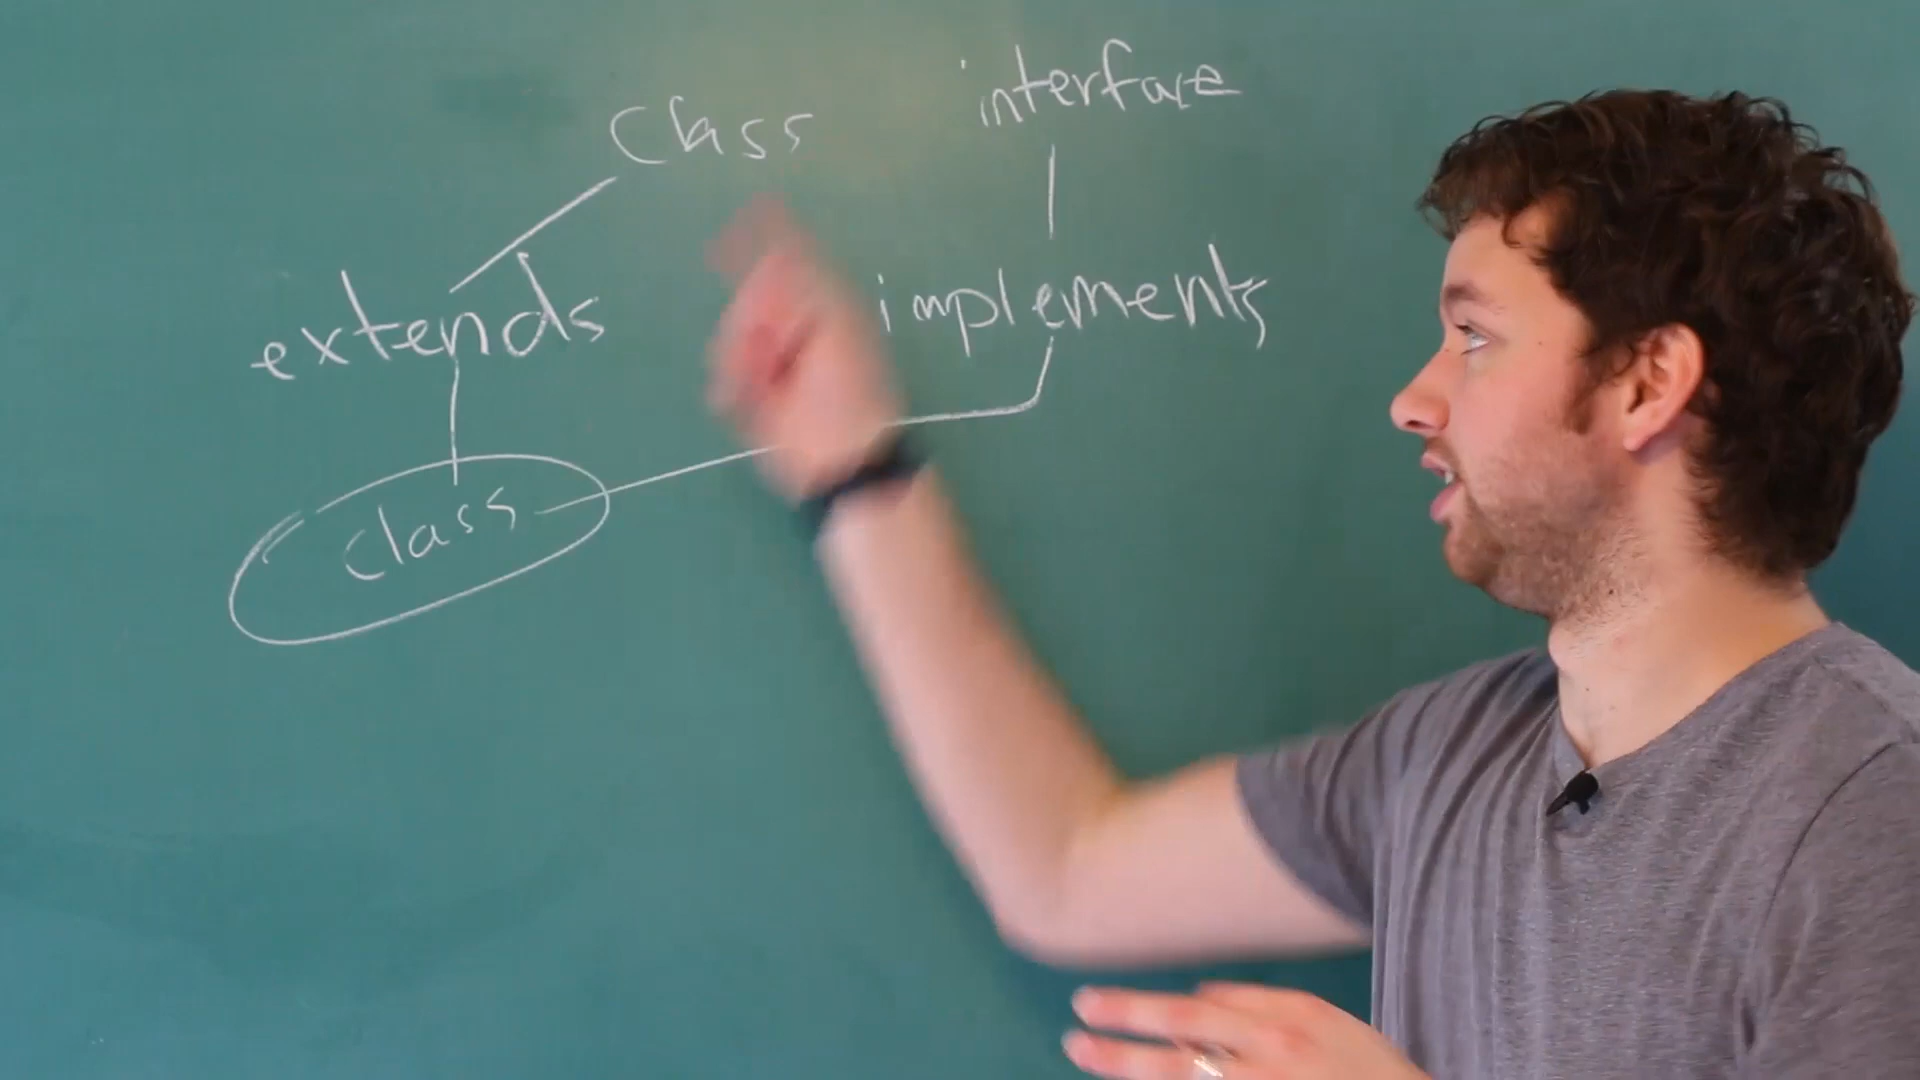 class
interface
extends
implements
class